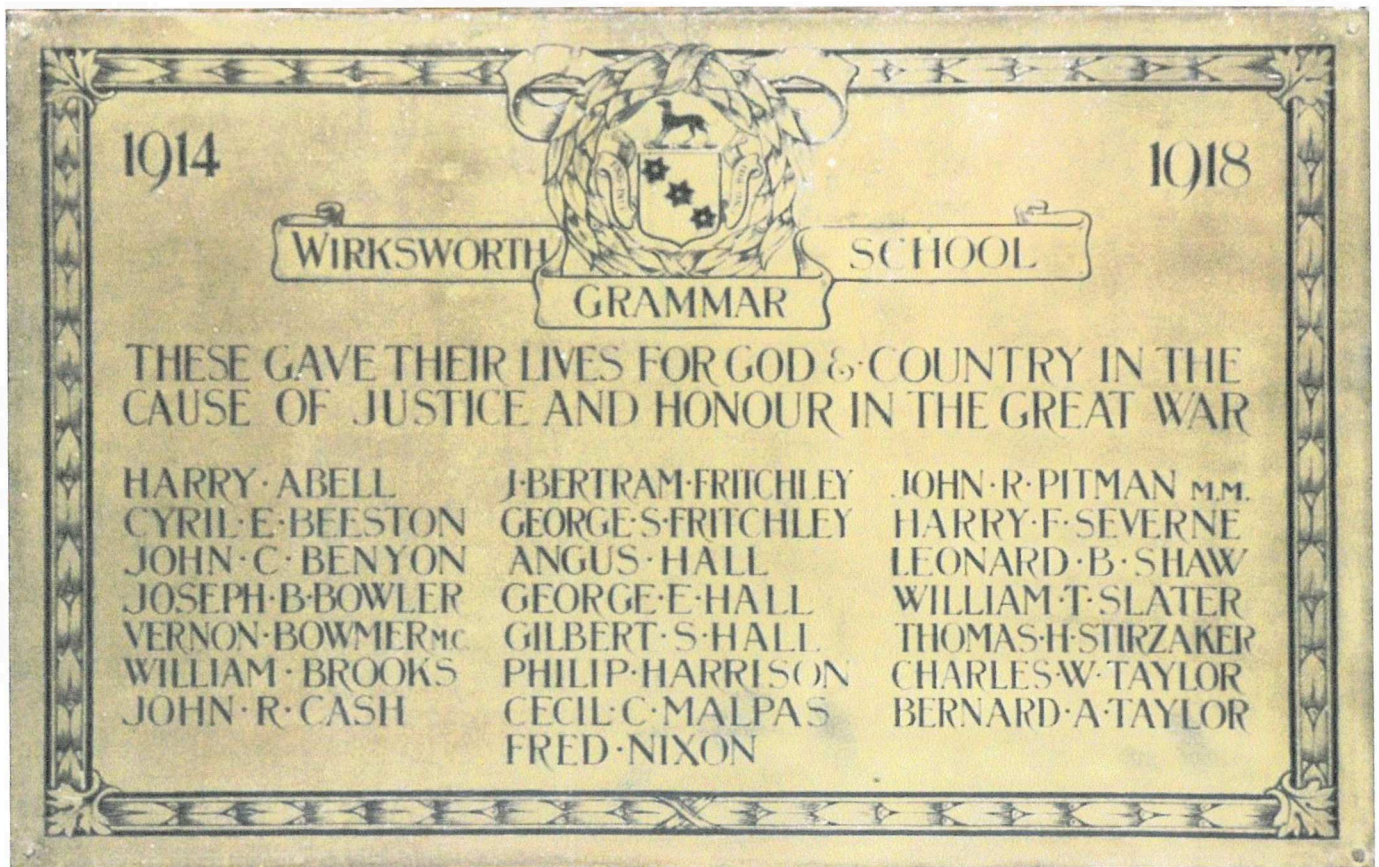 1914
1918
WIRKSWORTH
SCHOOL
GRAMMAR
THESE GAVE THEIR LIVES FOR GOD & COUNTRY IN THE
CAUSE OF JUSTICE AND HONOUR IN THE GREAT WAR
HARRY·ABELL
CYRIL·E·BEESTON
JOHN·C·BENYON
JOSEPH·B·BOWLER
VERNON·BOWMER M.C.
WILLIAM·BROOKS
JOHN·R·CASH
J·BERTRAM·FRITCHLEY
GEORGE·S·FRITCHLEY
ANGUS·HALL
GEORGE·E·HALL
GILBERT·S·HALL
PHILIP·HARRISON
CECIL·C·MALPAS
FRED·NIXON
JOHN·R·PITMAN M.M.
HARRY·F·SEVERNE
LEONARD·B·SHAW
WILLIAM·T·SLATER
THOMAS·H·STIRZAKER
CHARLES·W·TAYLOR
BERNARD·A·TAYLOR